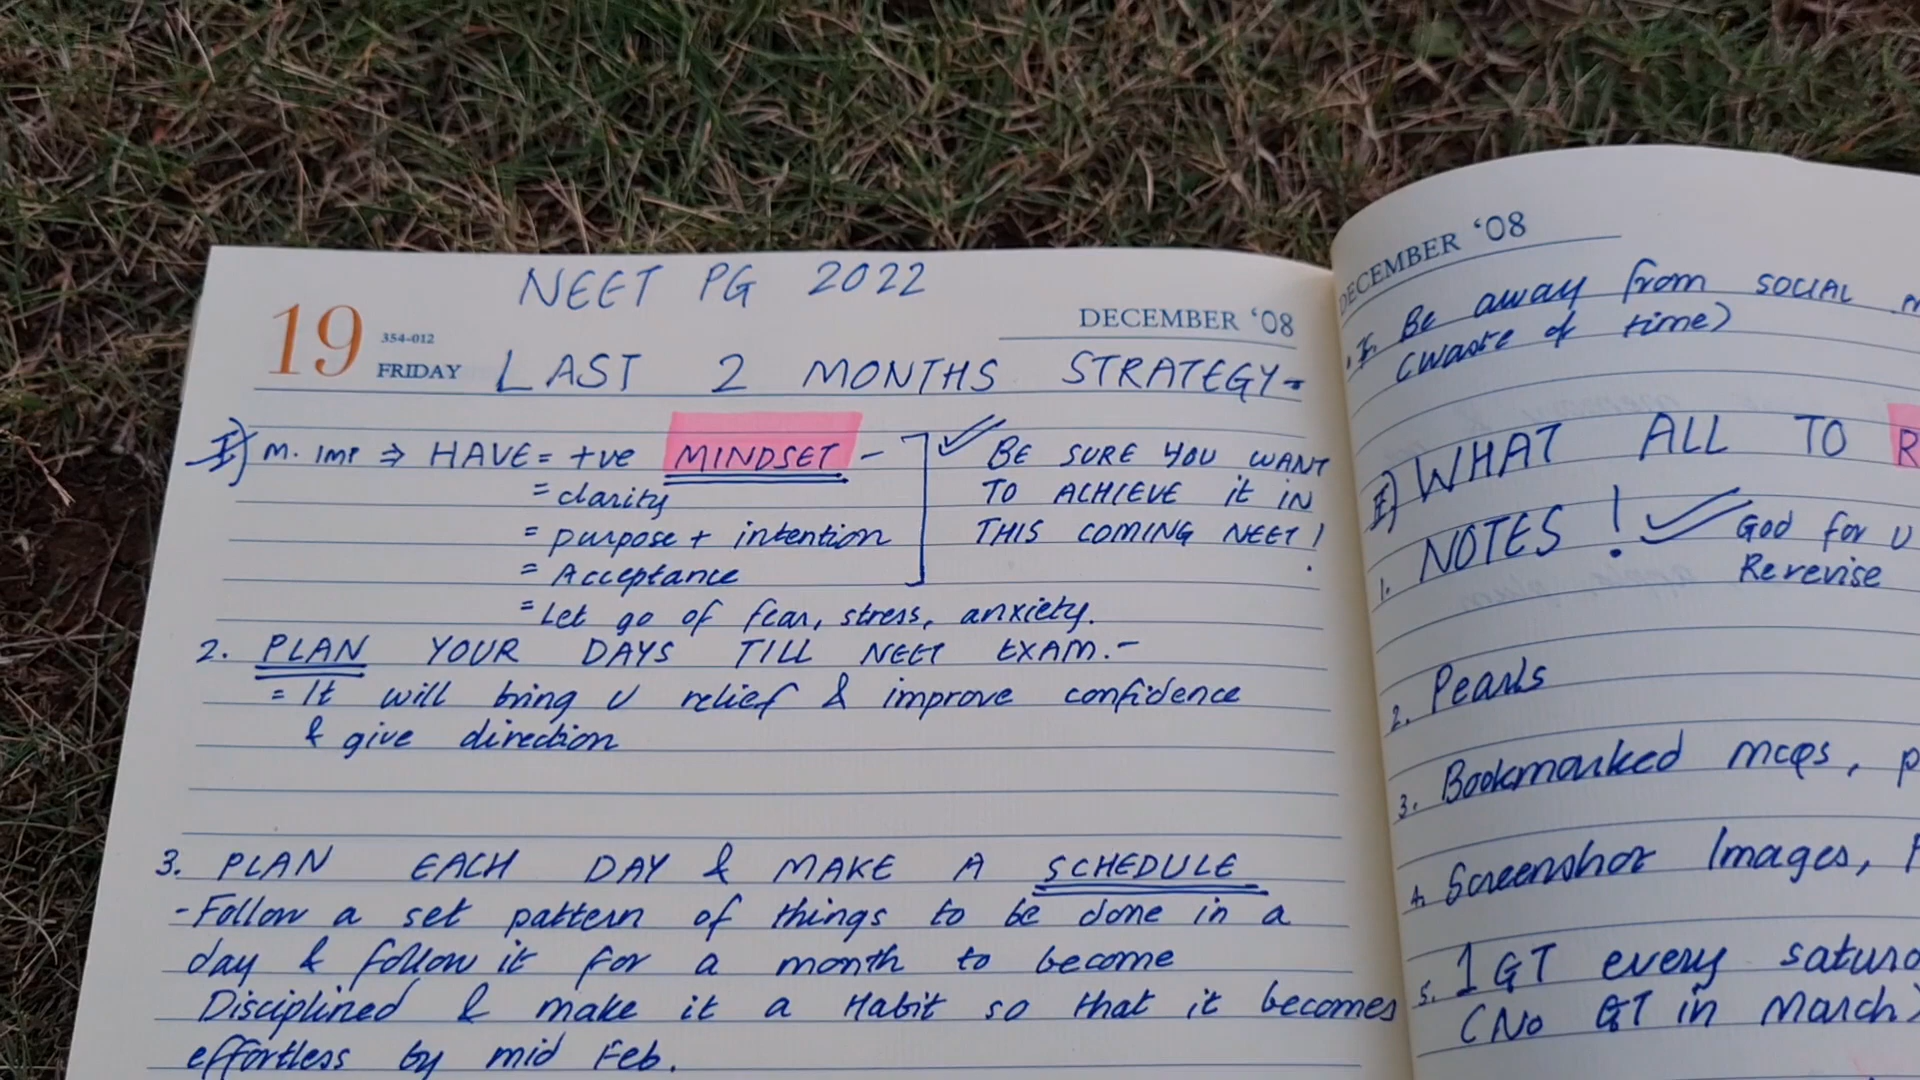 NEET PG 2022
19
354-012
FRIDAY
DECEMBER '08
LAST 2 MONTHS STRATEGY-
I) M. Imp ⇒ HAVE = +ve MINDSET -
= clarity
= purpose + intention
= Acceptance
= Let go of fear, stress, anxiety.
✓ BE SURE YOU WANT
TO ACHIEVE it IN
THIS COMING NEET!
2. PLAN YOUR DAYS TILL NEET EXAM.-
= It will bring U relief & improve confidence
& give direction
3. PLAN EACH DAY & MAKE A SCHEDULE
- Follow a set pattern of things to be done in a
day & follow it for a month to become
Disciplined & make it a Habit so that it becomes
effortless by mid Feb.
DECEMBER '08
Be away from SOCIAL
(waste of time)
II) WHAT ALL TO
1. NOTES! ✓ God for U
Rerevise
2. Pearls
3. Bookmarked mcqs,
4. Screenshot Images,
5. 1 GT every
(No GT in March)